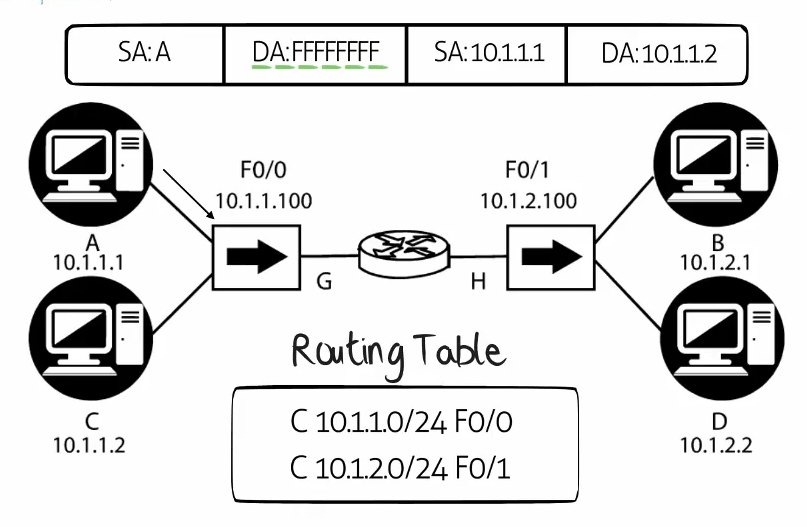 SA:A DA:FFFFFFFF SA:10.1.1.1 DA:10.1.1.2
F0/0 F0/1
10.1.1.100 10.1.2.100
A B
10.1.1.1 10.1.2.1
G H
Routing Table
C D
10.1.1.2 10.1.2.2
C 10.1.1.0/24 F0/0
C 10.1.2.0/24 F0/1